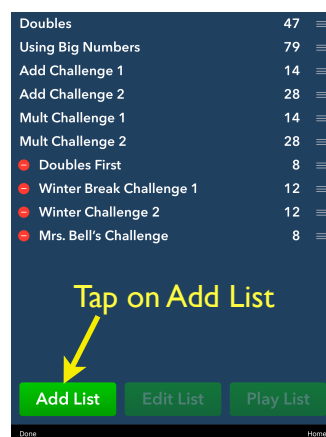 Doubles 47
Using Big Numbers 79
Add Challenge 1 14
Add Challenge 2 28
Mult Challenge 1 14
Mult Challenge 2 28
Doubles First 8
Winter Break Challenge 1 12
Winter Challenge 2 12
Mrs. Bell's Challenge 8
Tap on Add List
Add List Edit List Play List
Done Home